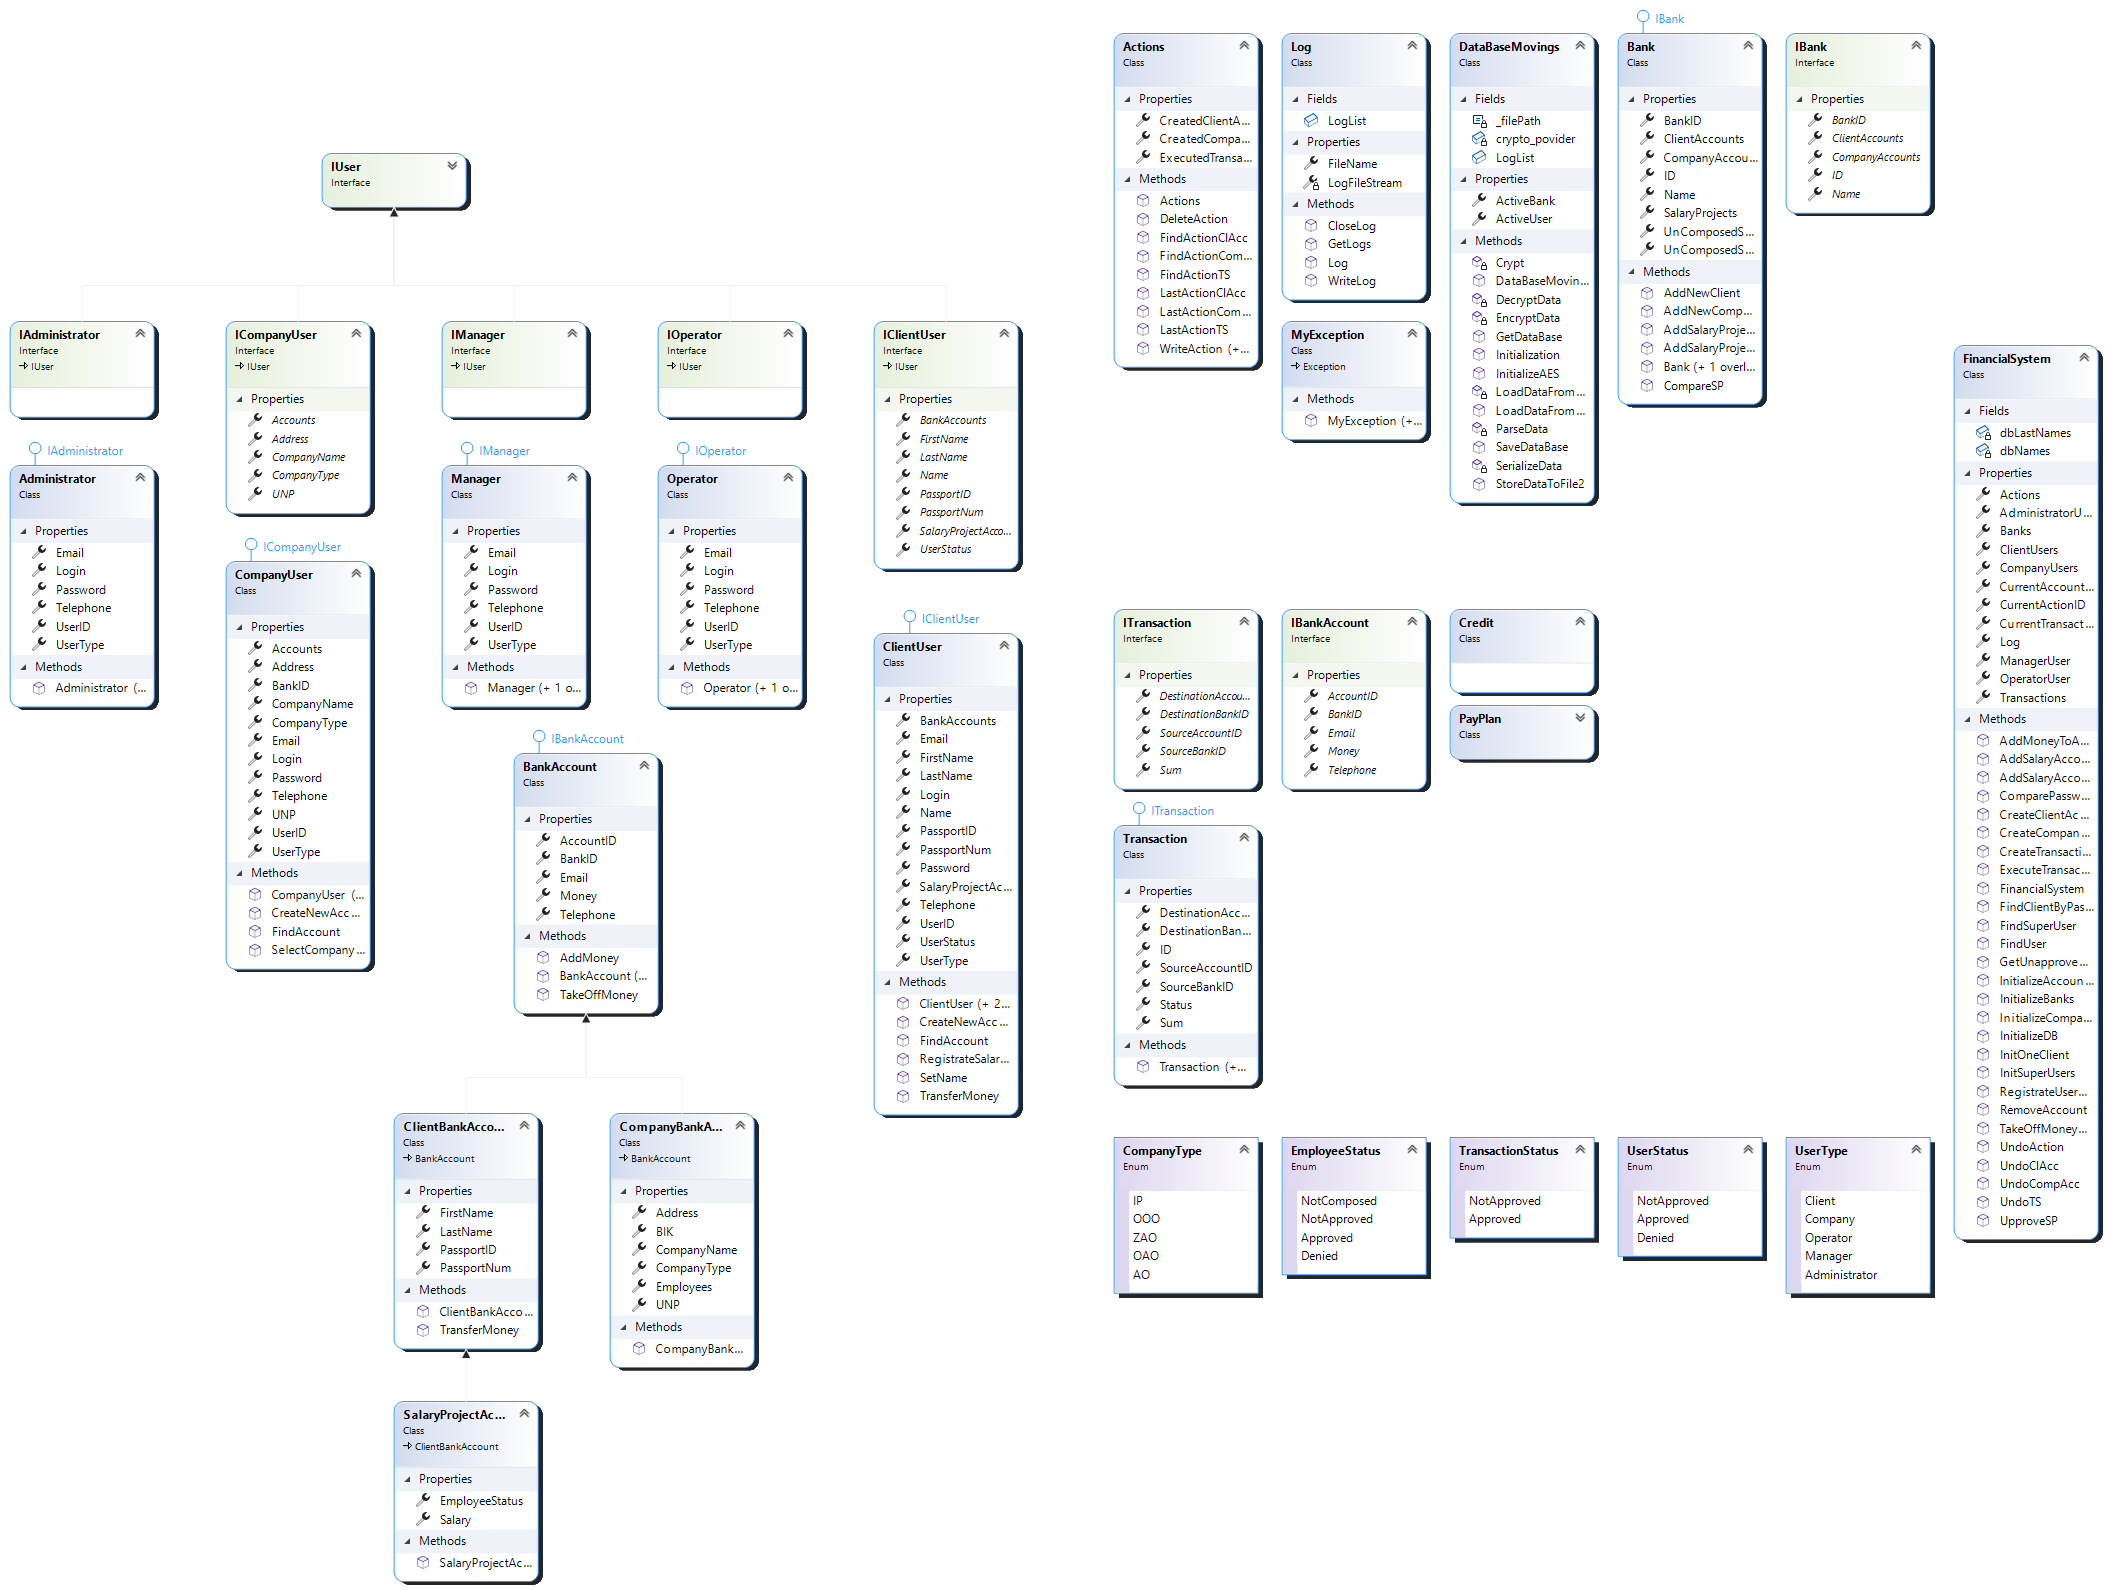 IUser
Interface
IAdministrator
Interface
IUser
IAdministrator
Administrator
Class
Properties
Email
Login
Password
Telephone
UserID
UserType
Methods
Administrator (...
ICompanyUser
Interface
IUser
Properties
Accounts
Address
CompanyName
CompanyType
UNP
ICompanyUser
CompanyUser
Class
Properties
Accounts
Address
BankID
CompanyName
CompanyType
Email
Login
Password
Telephone
UNP
UserID
UserType
Methods
CompanyUser (...
CreateNewAcc...
FindAccount
SelectCompany...
IManager
Interface
IUser
IManager
Manager
Class
Properties
Email
Login
Password
Telephone
UserID
UserType
Methods
Manager (+ 1 o...
IOperator
Interface
IUser
IOperator
Operator
Class
Properties
Email
Login
Password
Telephone
UserID
UserType
Methods
Operator (+ 1 o...
IClientUser
Interface
IUser
Properties
BankAccounts
FirstName
LastName
Name
PassportID
PassportNum
SalaryProjectAcco...
UserStatus
IClientUser
ClientUser
Class
Properties
BankAccounts
Email
FirstName
LastName
Login
Name
PassportID
PassportNum
Password
SalaryProjectAc...
Telephone
UserID
UserStatus
UserType
Methods
ClientUser (+ 2...
CreateNewAcc...
FindAccount
RegistrateSalar...
SetName
TransferMoney
IBankAccount
BankAccount
Class
Properties
AccountID
BankID
Email
Money
Telephone
Methods
AddMoney
BankAccount (...
TakeOffMoney
ClientBankAcco...
Class
BankAccount
Properties
FirstName
LastName
PassportID
PassportNum
Methods
ClientBankAcco...
TransferMoney
CompanyBankA...
Class
BankAccount
Properties
Address
BIK
CompanyName
CompanyType
Employees
UNP
Methods
CompanyBank...
SalaryProjectAc...
Class
ClientBankAccount
Properties
EmployeeStatus
Salary
Methods
SalaryProjectAc...
Actions
Class
Properties
CreatedClientA...
CreatedCompa...
ExecutedTransa...
Methods
Actions
DeleteAction
FindActionClAcc
FindActionCom...
FindActionTS
LastActionClAcc
LastActionCom...
LastActionTS
WriteAction (+...
Log
Class
Fields
LogList
Properties
FileName
LogFileStream
Methods
CloseLog
GetLogs
Log
WriteLog
MyException
Class
Exception
Methods
MyException (+...
DataBaseMovings
Class
Fields
_filePath
crypto_povider
LogList
Properties
ActiveBank
ActiveUser
Methods
Crypt
DataBaseMovin...
DecryptData
EncryptData
GetDataBase
Initialization
InitializeAES
LoadDataFrom...
LoadDataFrom...
ParseData
SaveDataBase
SerializeData
StoreDataToFile2
IBank
Bank
Class
Properties
BankID
ClientAccounts
CompanyAccou...
ID
Name
SalaryProjects
UnComposedS...
UnComposedS...
Methods
AddNewClient
AddNewComp...
AddSalaryProje...
AddSalaryProje...
Bank (+ 1 overl...
CompareSP
IBank
Interface
Properties
BankID
ClientAccounts
CompanyAccounts
ID
Name
FinancialSystem
Class
Fields
dbLastNames
dbNames
Properties
Actions
AdministratorU...
Banks
ClientUsers
CompanyUsers
CurrentAccount...
CurrentActionID
CurrentTransact...
Log
ManagerUser
OperatorUser
Transactions
Methods
AddMoneyToA...
AddSalaryAcco...
AddSalaryAcco...
ComparePassw...
CreateClientAc...
CreateCompan...
CreateTransacti...
ExecuteTransac...
FinancialSystem
FindClientByPas...
FindSuperUser
FindUser
GetUnapprove...
InitializeAccoun...
InitializeBanks
InitializeCompa...
InitializeDB
InitOneClient
InitSuperUsers
RegistrateUser...
RemoveAccount
TakeOffMoney...
UndoAction
UndoClAcc
UndoCompAcc
UndoTS
UpproveSP
ITransaction
Interface
Properties
DestinationAccou...
DestinationBankID
SourceAccountID
SourceBankID
Sum
IBankAccount
Interface
Properties
AccountID
BankID
Email
Money
Telephone
Credit
Class
PayPlan
Class
ITransaction
Transaction
Class
Properties
DestinationAcc...
DestinationBan...
ID
SourceAccountID
SourceBankID
Status
Sum
Methods
Transaction (+...
CompanyType
Enum
IP
OOO
ZAO
OAO
AO
EmployeeStatus
Enum
NotComposed
NotApproved
Approved
Denied
TransactionStatus
Enum
NotApproved
Approved
UserStatus
Enum
NotApproved
Approved
Denied
UserType
Enum
Client
Company
Operator
Manager
Administrator